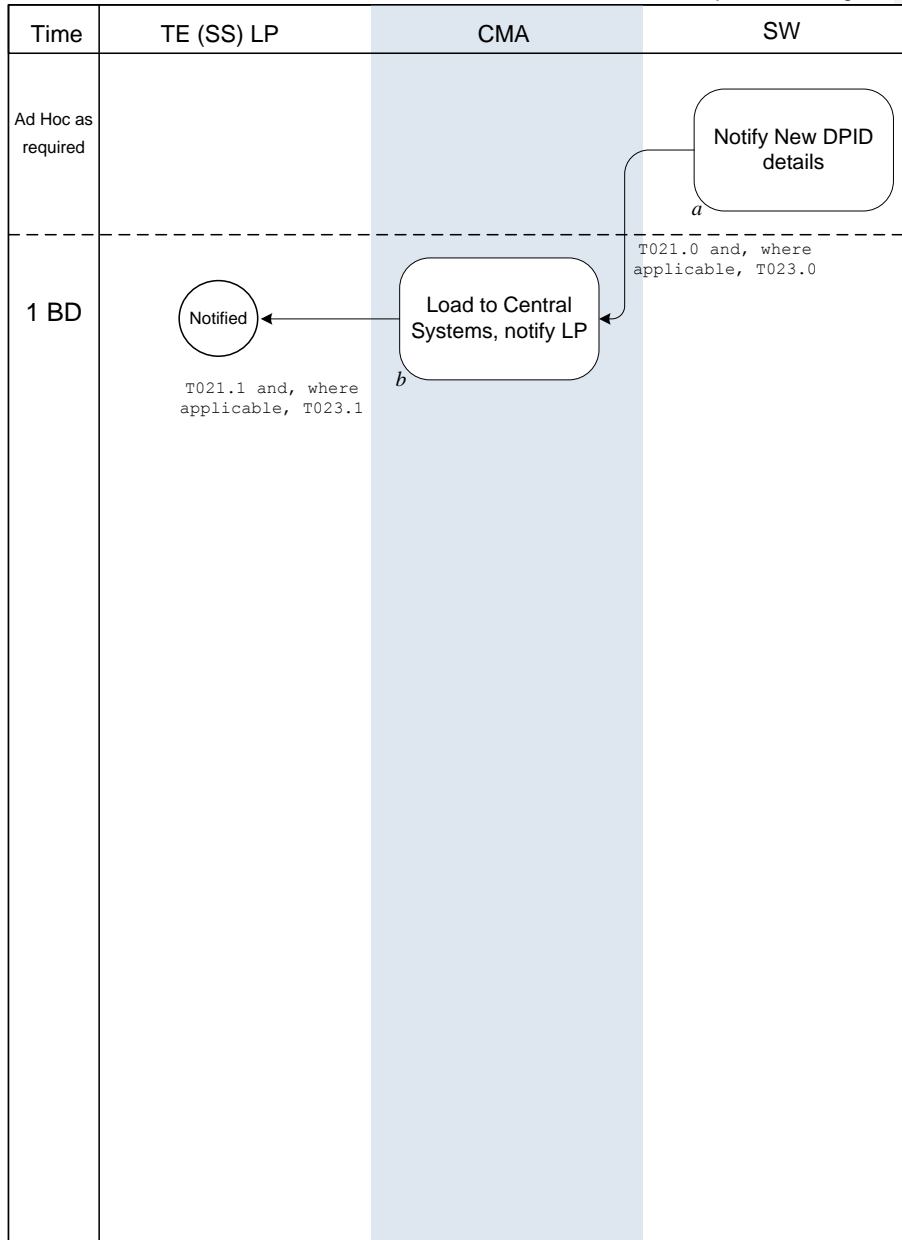 Time
TE (SS) LP
CMA
SW
Ad Hoc as
required
Notify New DPID
details
a
T021.0 and, where
applicable, T023.0
1 BD
Notified
Load to Central
Systems, notify LP
b
T021.1 and, where
applicable, T023.1